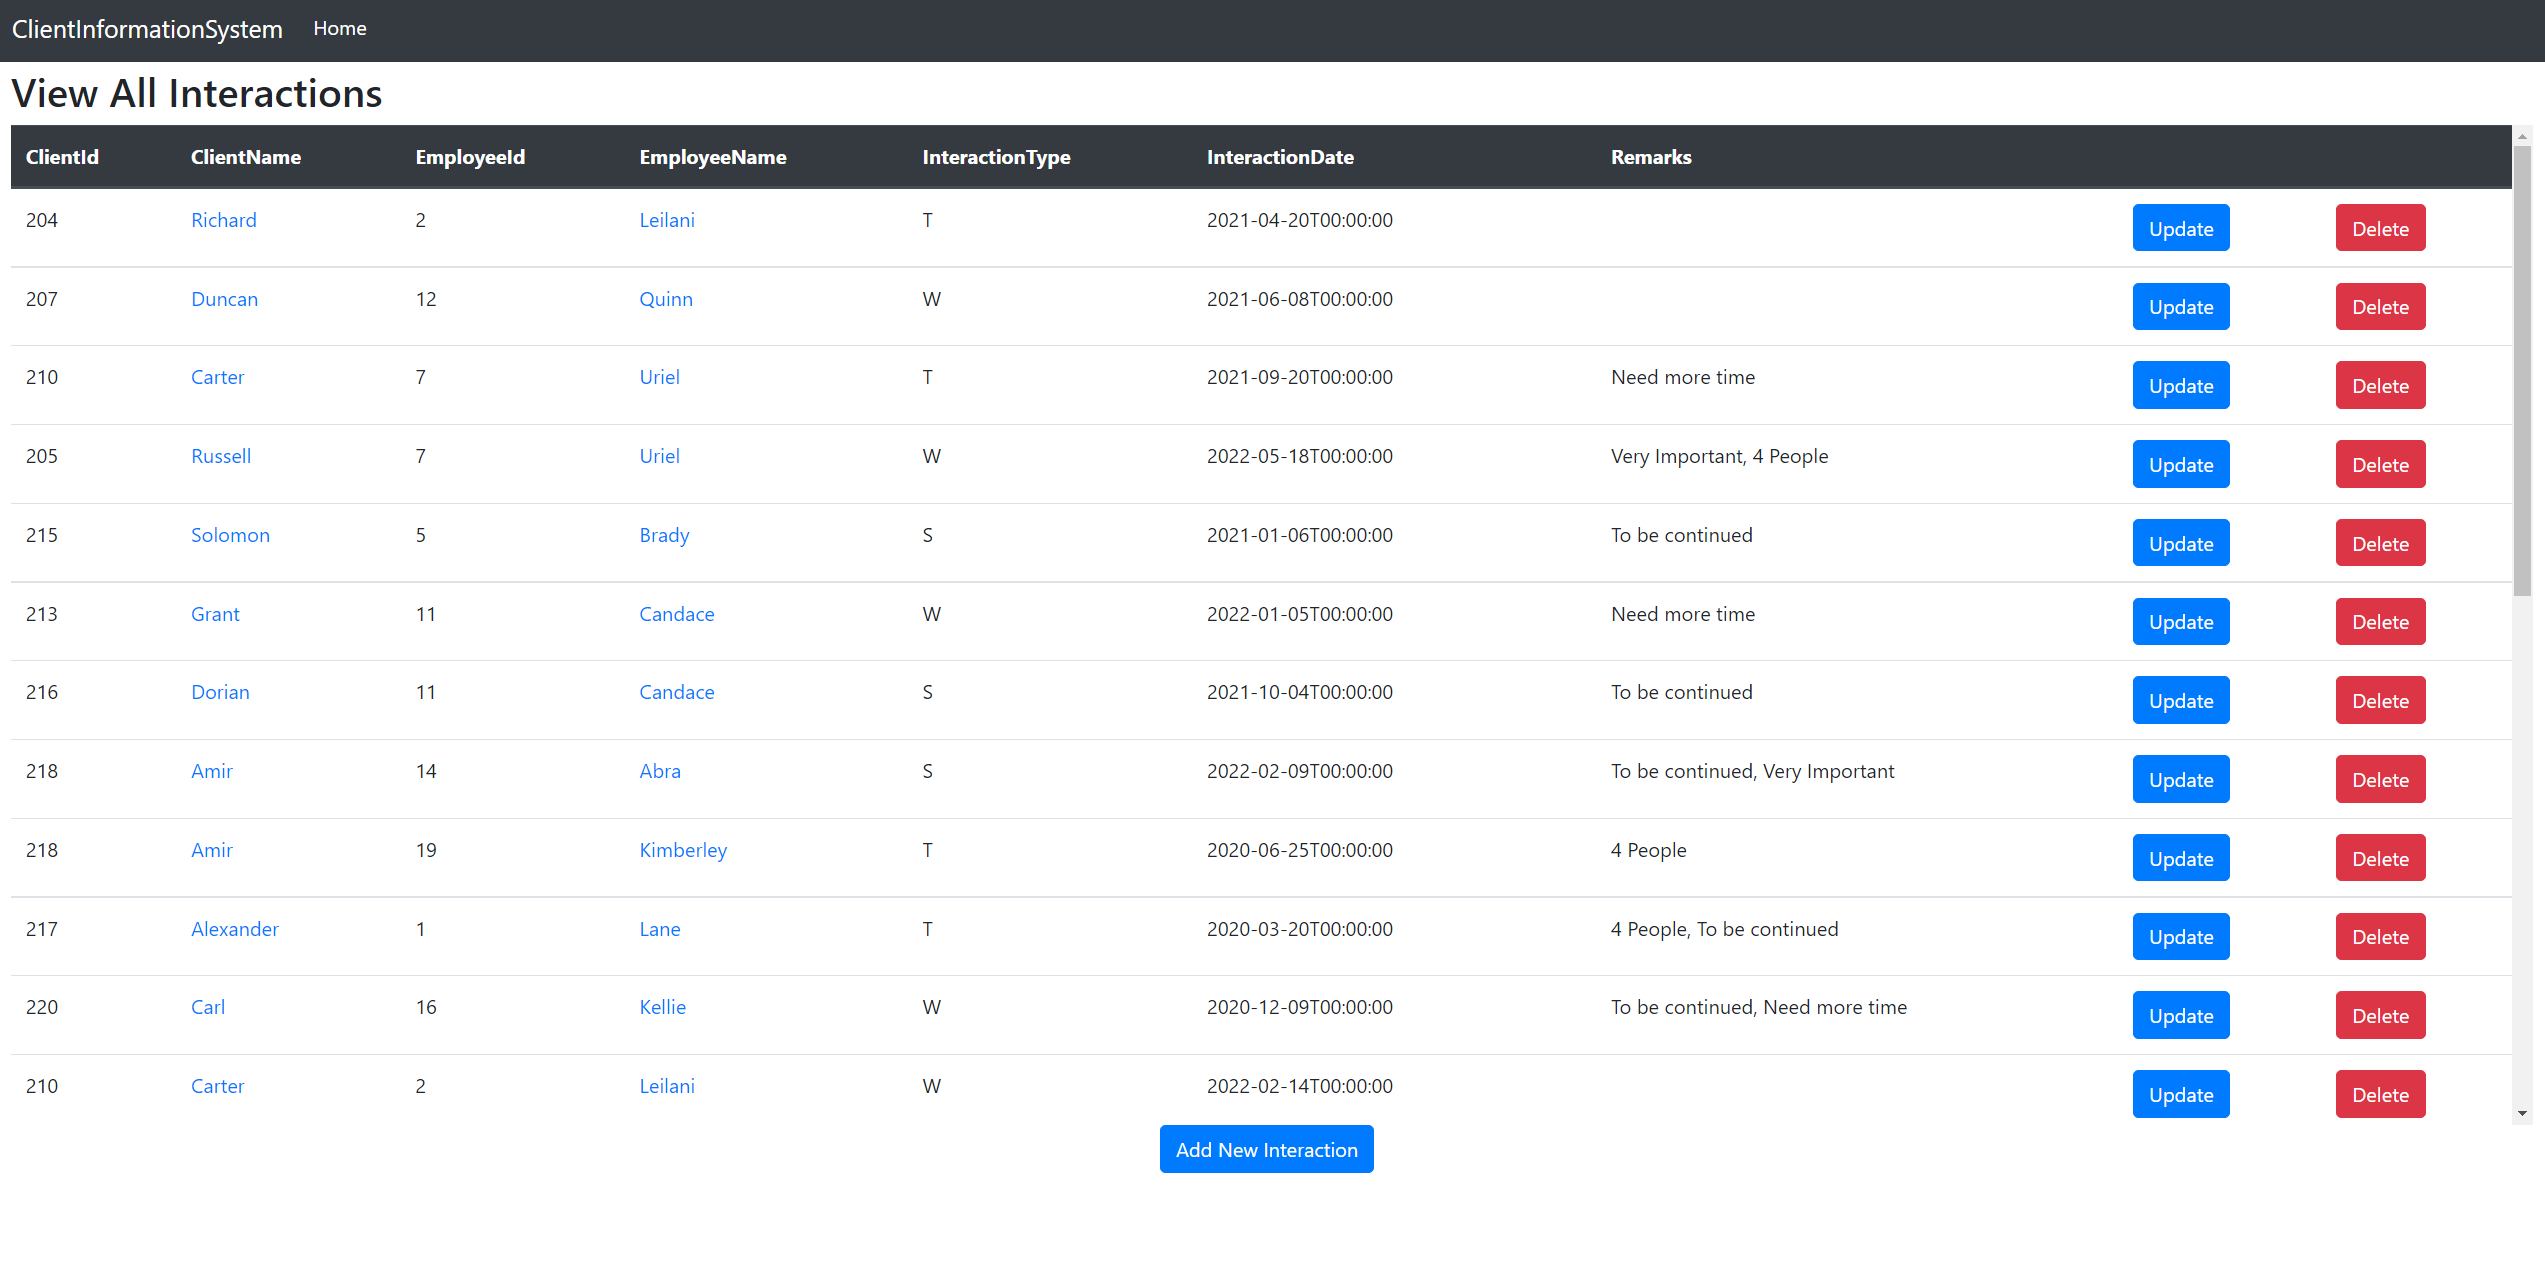 ClientInformationSystem Home
View All Interactions
ClientId ClientName EmployeeId EmployeeName InteractionType InteractionDate Remarks
204 Richard 2 Leilani T 2021-04-20T00:00:00 Update Delete
207 Duncan 12 Quinn W 2021-06-08T00:00:00 Update Delete
210 Carter 7 Uriel T 2021-09-20T00:00:00 Need more time Update Delete
205 Russell 7 Uriel W 2022-05-18T00:00:00 Very Important, 4 People Update Delete
215 Solomon 5 Brady S 2021-01-06T00:00:00 To be continued Update Delete
213 Grant 11 Candace W 2022-01-05T00:00:00 Need more time Update Delete
216 Dorian 11 Candace S 2021-10-04T00:00:00 To be continued Update Delete
218 Amir 14 Abra S 2022-02-09T00:00:00 To be continued, Very Important Update Delete
218 Amir 19 Kimberley T 2020-06-25T00:00:00 4 People Update Delete
217 Alexander 1 Lane T 2020-03-20T00:00:00 4 People, To be continued Update Delete
220 Carl 16 Kellie W 2020-12-09T00:00:00 To be continued, Need more time Update Delete
210 Carter 2 Leilani W 2022-02-14T00:00:00 Update Delete
Add New Interaction